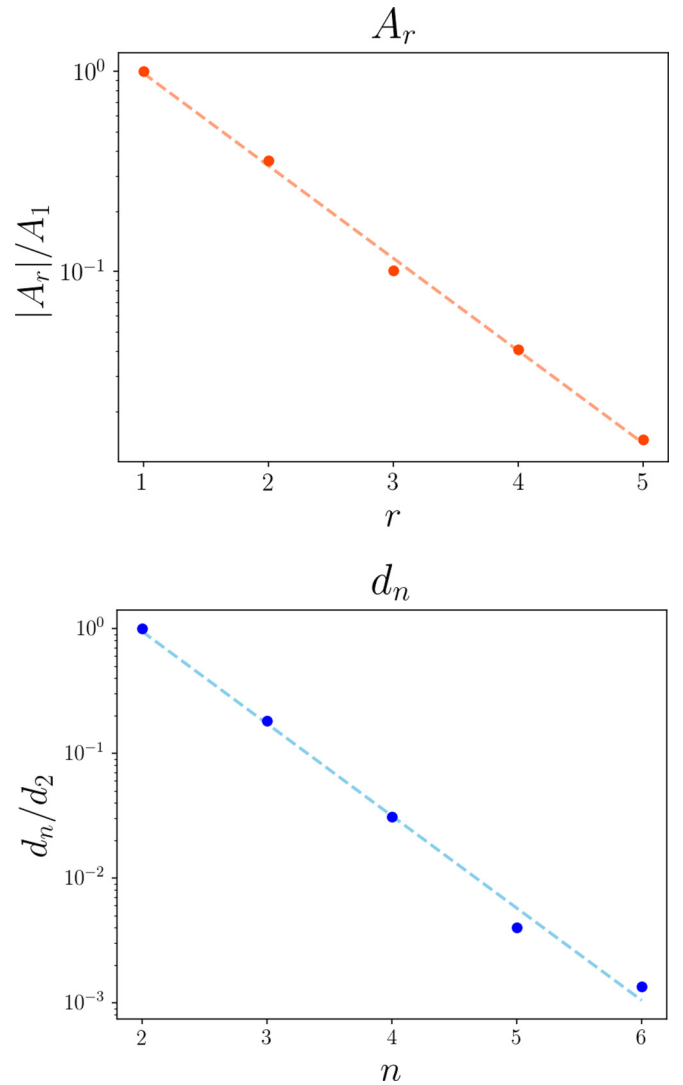 A_r
10^0
10^{-1}
|A_r|/A_1
1 2 3 4 5
r
d_n
10^0
10^{-1}
10^{-2}
10^{-3}
d_n/d_2
2 3 4 5 6
n